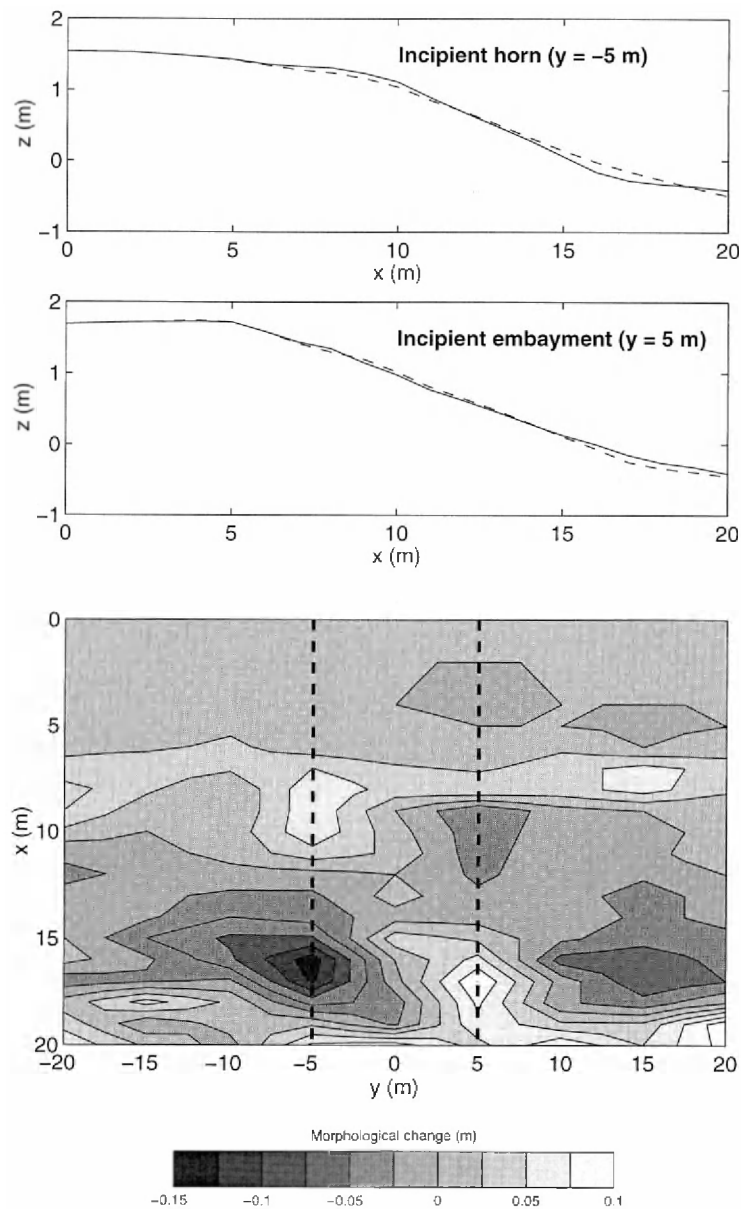 2
Incipient horn (y = −5 m)
1
z (m)
0
−1
0 5 10 15 20
x (m)
2
Incipient embayment (y = 5 m)
1
z (m)
0
−1
0 5 10 15 20
x (m)
0
5
x (m)
10
15
20
−20 −15 −10 −5 0 5 10 15 20
y (m)
Morphological change (m)
−0.15 −0.1 −0.05 0 0.05 0.1